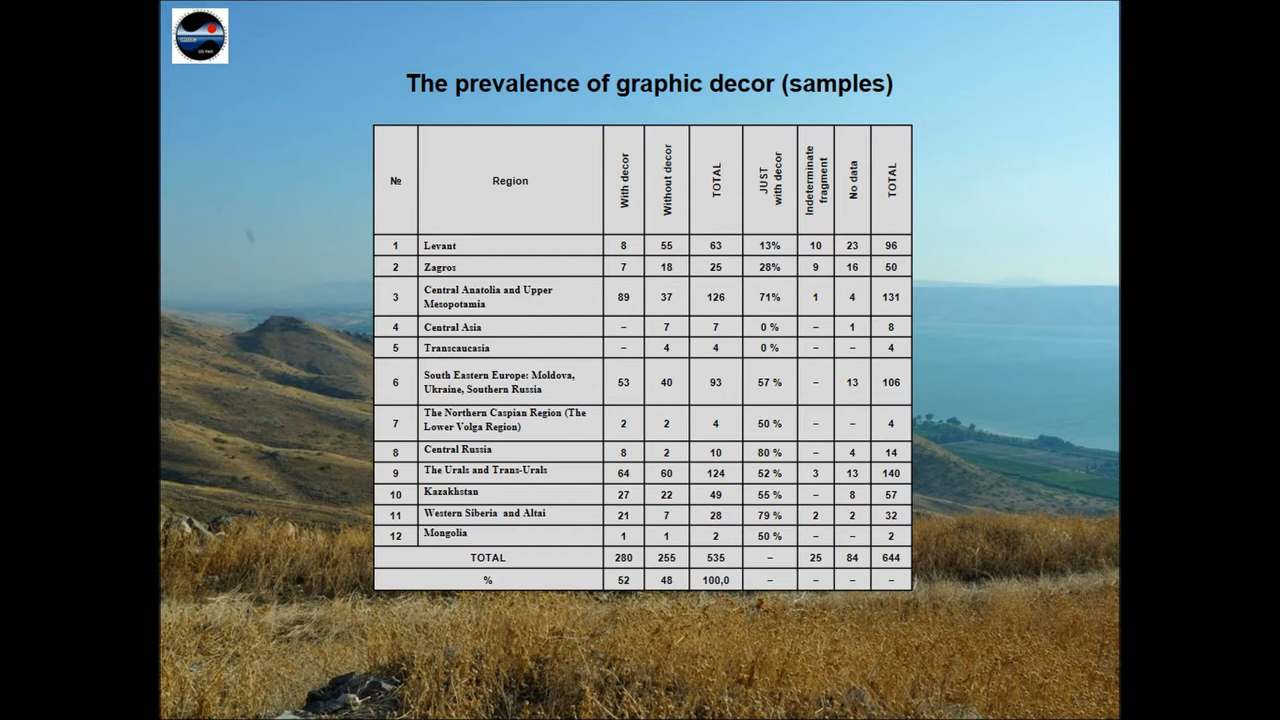 The prevalence of graphic decor (samples)
№ Region With decor Without decor TOTAL JUST with decor Indeterminate fragment No data TOTAL
1 Levant 8 55 63 13% 10 23 96
2 Zagros 7 18 25 28% 9 16 50
3 Central Anatolia and Upper Mesopotamia 89 37 126 71% 1 4 131
4 Central Asia – 7 7 0 % – 1 8
5 Transcaucasia – 4 4 0 % – – 4
6 South Eastern Europe: Moldova, Ukraine, Southern Russia 53 40 93 57 % – 13 106
7 The Northern Caspian Region (The Lower Volga Region) 2 2 4 50 % – – 4
8 Central Russia 8 2 10 80 % – 4 14
9 The Urals and Trans-Urals 64 60 124 52 % 3 13 140
10 Kazakhstan 27 22 49 55 % – 8 57
11 Western Siberia and Altai 21 7 28 79 % 2 2 32
12 Mongolia 1 1 2 50 % – – 2
TOTAL 280 255 535 – 25 84 644
% 52 48 100,0 – – – –